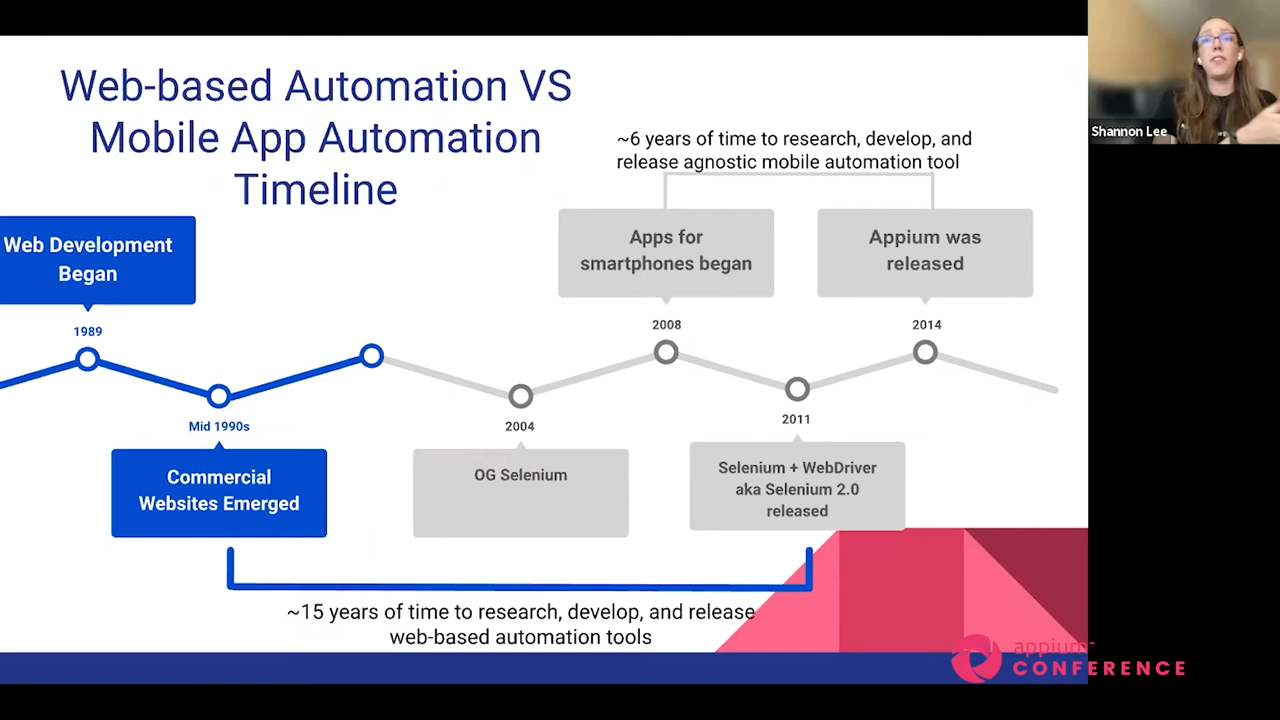 Web-based Automation VS
Mobile App Automation
Timeline
~6 years of time to research, develop, and
release agnostic mobile automation tool
Shannon Lee
Web Development
Began
Apps for
smartphones began
Appium was
released
1989
2008
2014
Mid 1990s
2004
2011
Commercial
Websites Emerged
OG Selenium
Selenium + WebDriver
aka Selenium 2.0
released
~15 years of time to research, develop, and release
web-based automation tools
appium
CONFERENCE